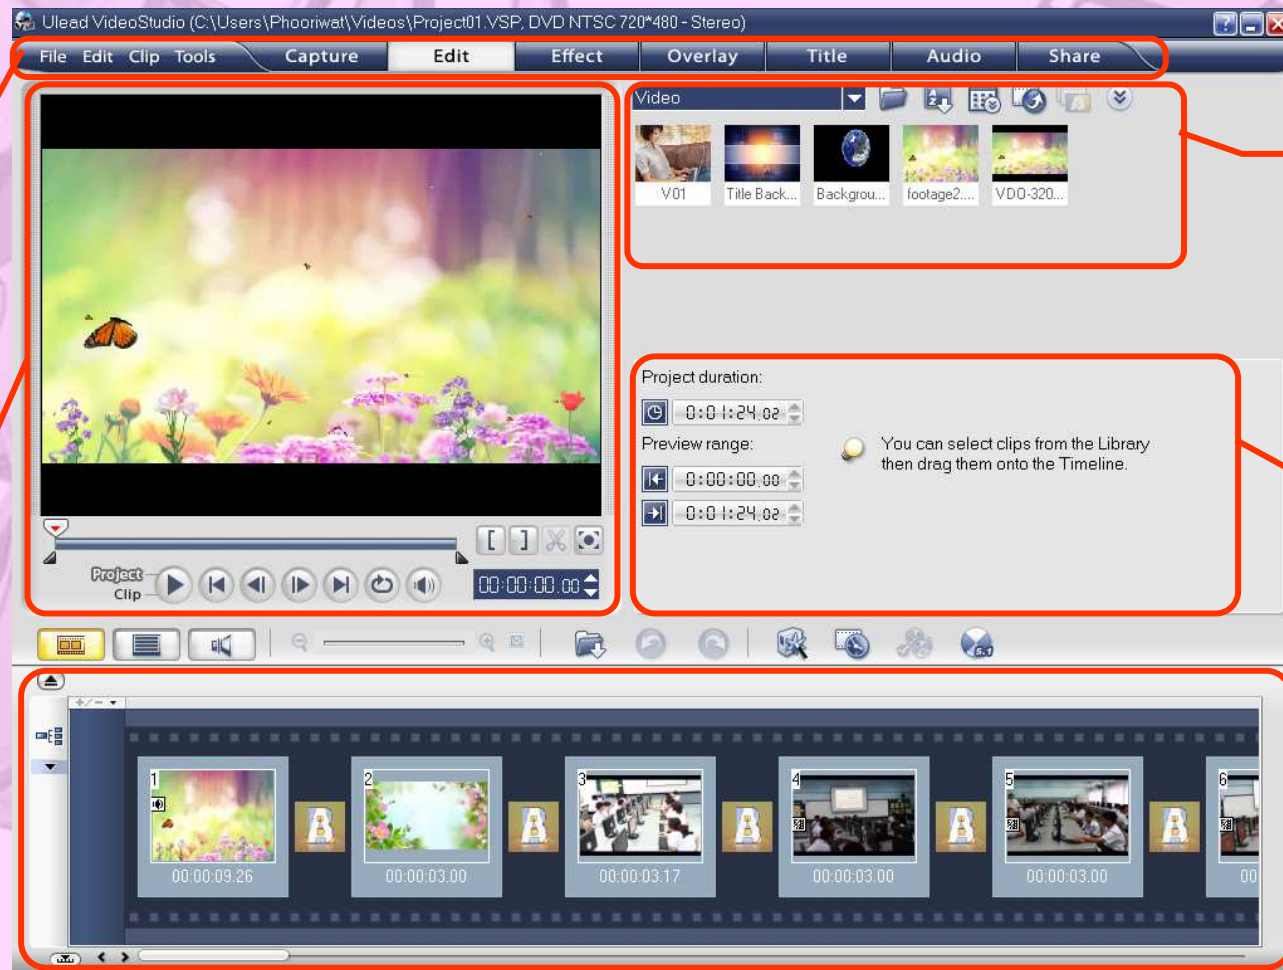 Ulead VideoStudio (C:\Users\Phooriwat\Videos\Project01.VSP, DVD NTSC 720*480 - Stereo)
File Edit Clip Tools Capture Edit Effect Overlay Title Audio Share
Video
V01 Title Back... Backgrou... footage2.... VDO-320...
Project duration:
0:01:24.02
Preview range:
0:00:00.00
0:01:24.02
You can select clips from the Library
then drag them onto the Timeline.
[ ]
Project
Clip
00:00:00.00
5.1
+/-
1 2 3 4 5 6
00:00:09.26 00:00:03.00 00:00:03.17 00:00:03.00 00:00:03.00 00